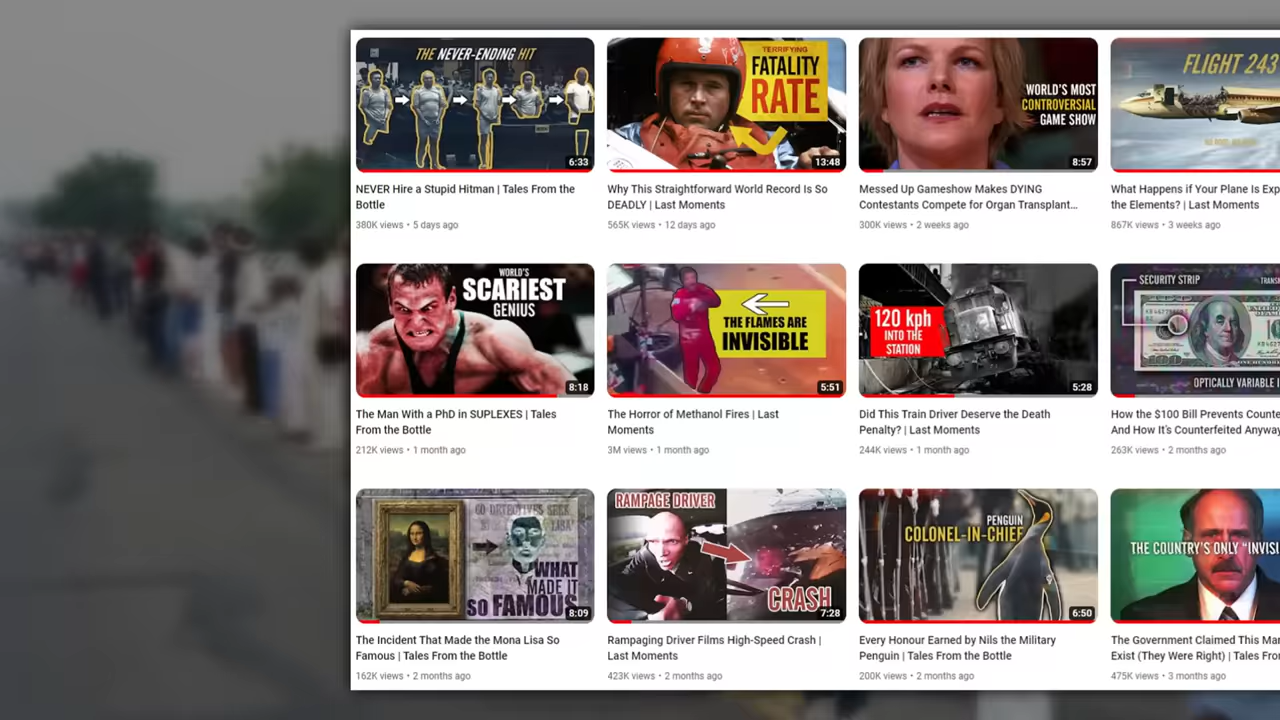 THE NEVER-ENDING HIT
6:33
TERRIFYING
FATALITY
RATE
13:48
WORLD'S MOST
CONTROVERSIAL
GAME SHOW
8:57
FLIGHT 243
NEVER Hire a Stupid Hitman | Tales From the
Bottle
380K views • 5 days ago
Why This Straightforward World Record Is So
DEADLY | Last Moments
565K views • 12 days ago
Messed Up Gameshow Makes DYING
Contestants Compete for Organ Transplant...
300K views • 2 weeks ago
What Happens if Your Plane Is Exp
the Elements? | Last Moments
867K views • 3 weeks ago
WORLD'S
SCARIEST
GENIUS
8:18
THE FLAMES ARE
INVISIBLE
5:51
120 kph
INTO THE
STATION
5:28
SECURITY STRIP
TRANS
OPTICALLY VARIABLE I
The Man With a PhD in SUPLEXES | Tales
From the Bottle
212K views • 1 month ago
The Horror of Methanol Fires | Last
Moments
3M views • 1 month ago
Did This Train Driver Deserve the Death
Penalty? | Last Moments
244K views • 1 month ago
How the $100 Bill Prevents Counte
And How It's Counterfeited Anyway
263K views • 2 months ago
WHAT
MADE IT
SO FAMOUS
8:09
RAMPAGE DRIVER
CRASH
7:28
PENGUIN
COLONEL-IN-CHIEF
6:50
THE COUNTRY'S ONLY "INVISI
The Incident That Made the Mona Lisa So
Famous | Tales From the Bottle
162K views • 2 months ago
Rampaging Driver Films High-Speed Crash |
Last Moments
423K views • 2 months ago
Every Honour Earned by Nils the Military
Penguin | Tales From the Bottle
200K views • 2 months ago
The Government Claimed This Ma
Exist (They Were Right) | Tales Fro
475K views • 3 months ago